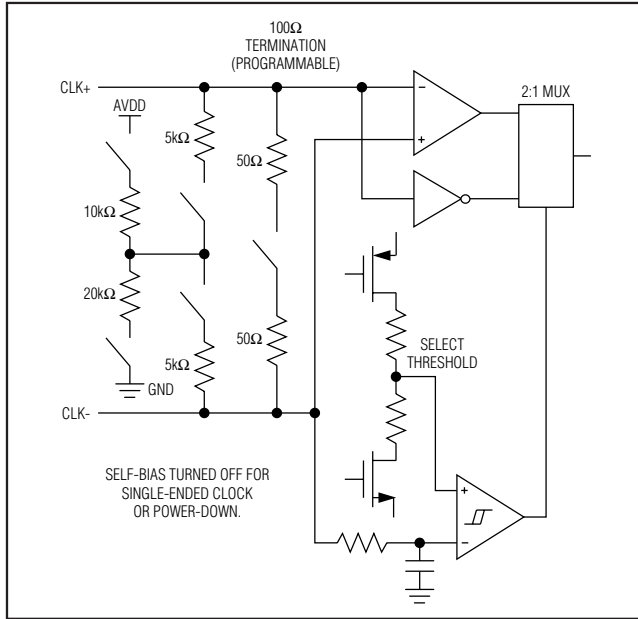 100Ω
TERMINATION
(PROGRAMMABLE)
CLK+
AVDD
5kΩ
50Ω
2:1 MUX
−
+
10kΩ
20kΩ
50Ω
SELECT
THRESHOLD
5kΩ
GND
CLK-
SELF-BIAS TURNED OFF FOR
SINGLE-ENDED CLOCK
OR POWER-DOWN.
+
−